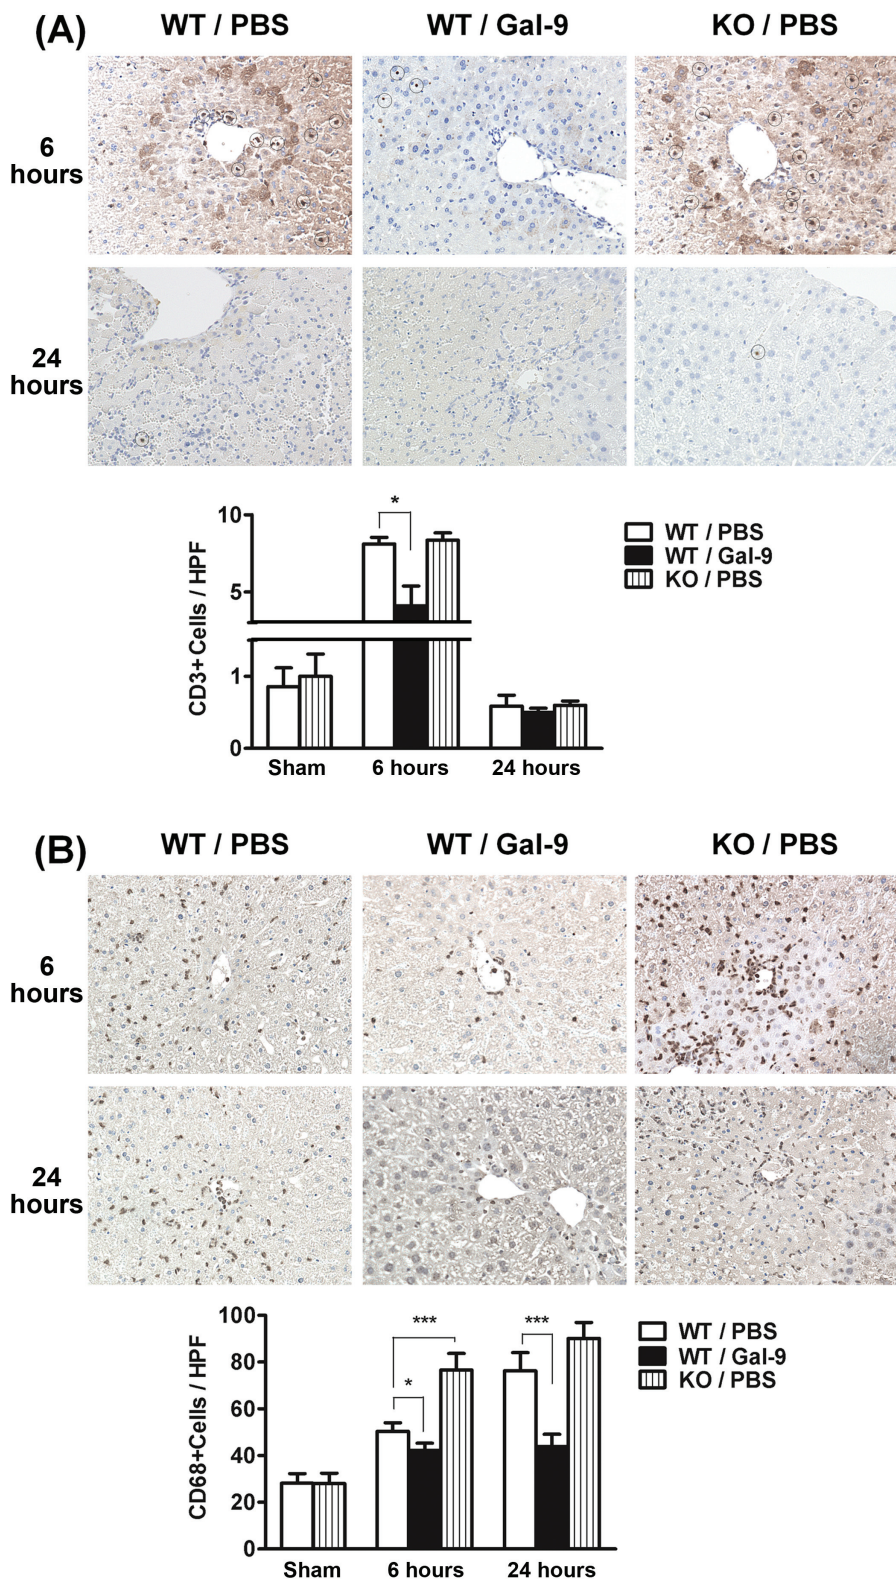 (A)
WT / PBS
WT / Gal-9
KO / PBS
6
hours
24
hours
CD3+Cells / HPF
10
5
1
0
*
Sham
6 hours
24 hours
WT / PBS
WT / Gal-9
KO / PBS
(B)
WT / PBS
WT / Gal-9
KO / PBS
6
hours
24
hours
CD68+Cells / HPF
100
80
60
40
20
0
***
*
***
Sham
6 hours
24 hours
WT / PBS
WT / Gal-9
KO / PBS